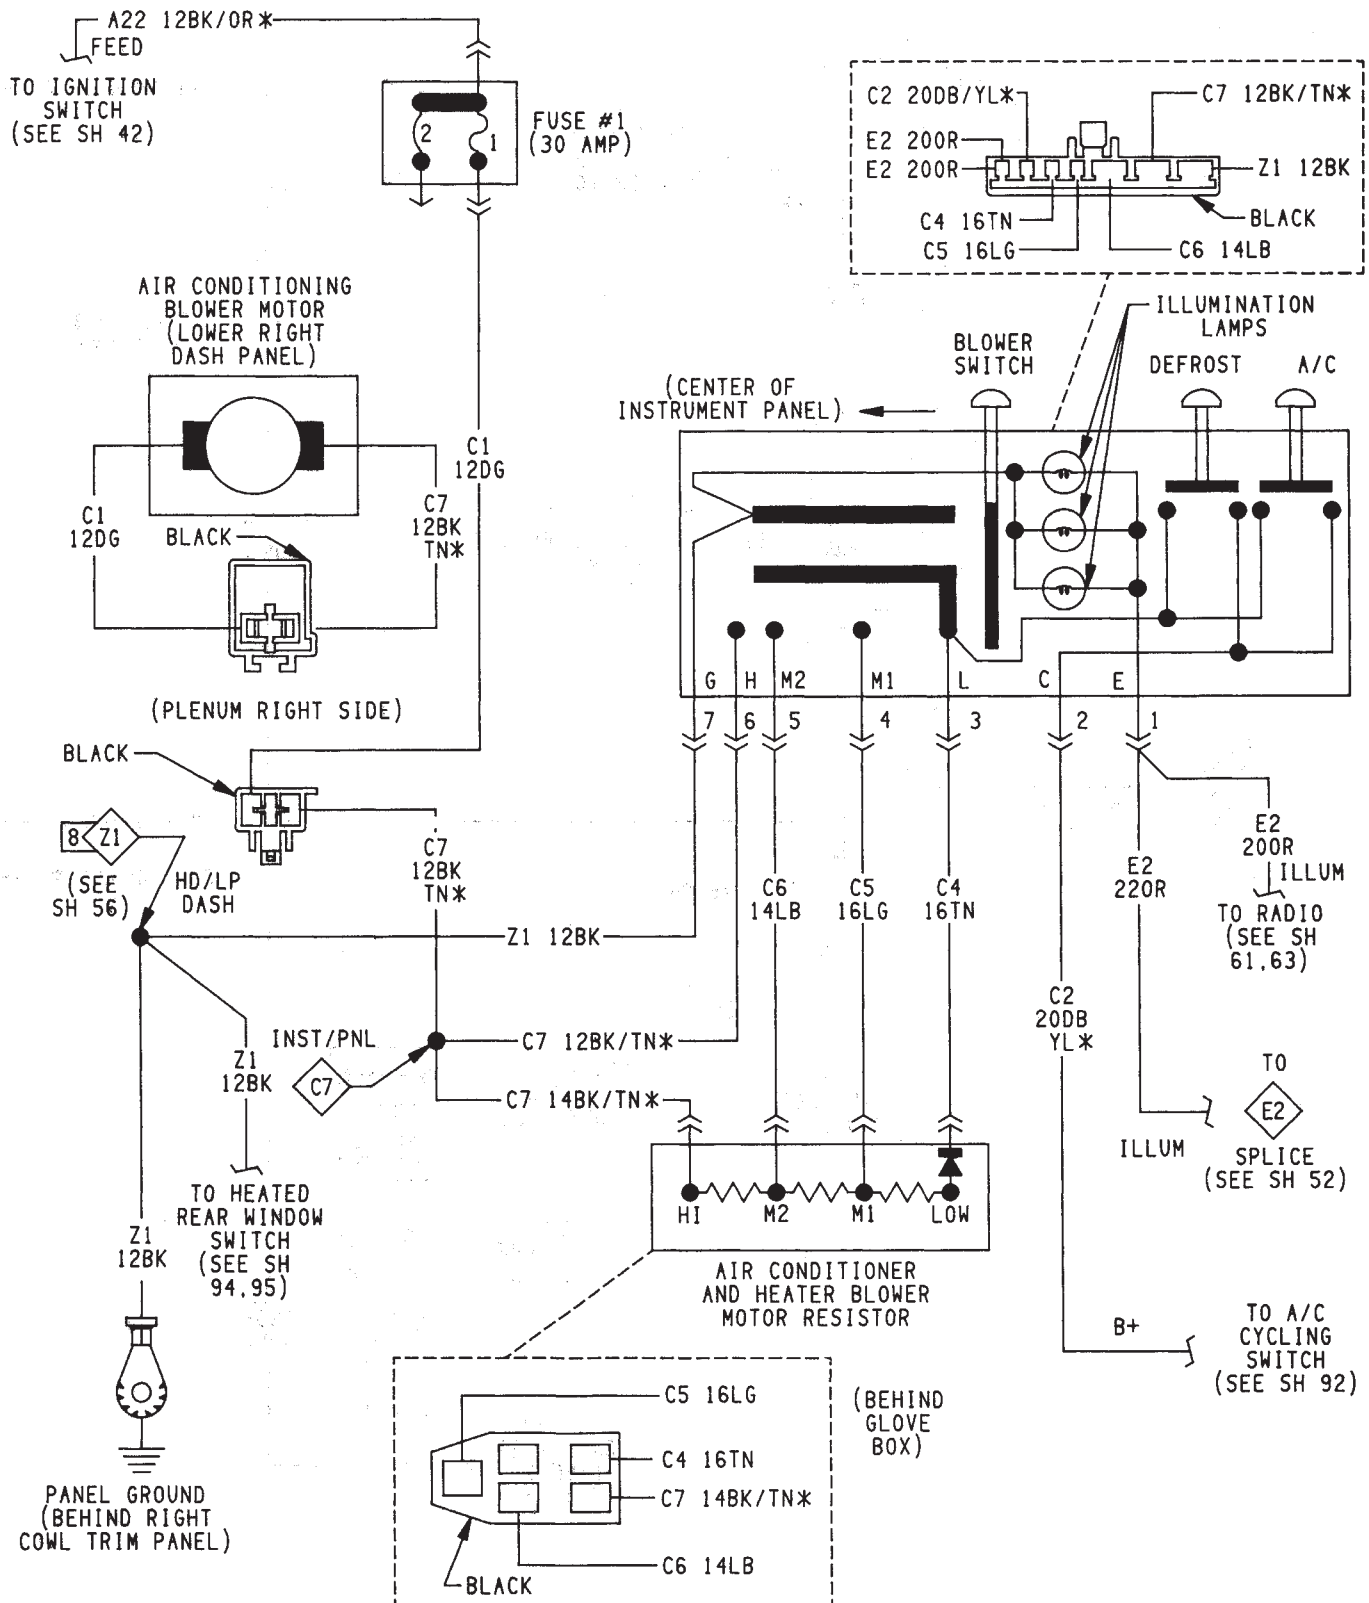 A22 12BK/OR*
FEED
TO IGNITION
SWITCH
(SEE SH 42)
2
1
FUSE #1
(30 AMP)
C2 20DB/YL*
C7 12BK/TN*
E2 200R
E2 200R
Z1 12BK
C4 16TN
BLACK
C5 16LG
C6 14LB
AIR CONDITIONING
BLOWER MOTOR
(LOWER RIGHT
DASH PANEL)
C1
12DG
C1
12DG
C7
12BK
TN*
BLACK
(CENTER OF
INSTRUMENT PANEL)
BLOWER
SWITCH
ILLUMINATION
LAMPS
DEFROST
A/C
G H M2 M1 L C E
7 6 5 4 3 2 1
(PLENUM RIGHT SIDE)
BLACK
8 Z1
(SEE
SH 56)
HD/LP
DASH
C7
12BK
TN*
Z1 12BK
C6
14LB
C5
16LG
C4
16TN
E2
220R
E2
200R
ILLUM
TO RADIO
(SEE SH
61,63)
C2
20DB
YL*
INST/PNL
C7
C7 12BK/TN*
C7 14BK/TN*
Z1
12BK
TO HEATED
REAR WINDOW
SWITCH
(SEE SH
94,95)
Z1
12BK
TO
E2
ILLUM
SPLICE
(SEE SH 52)
HI M2 M1 LOW
AIR CONDITIONER
AND HEATER BLOWER
MOTOR RESISTOR
B+
TO A/C
CYCLING
SWITCH
(SEE SH 92)
PANEL GROUND
(BEHIND RIGHT
COWL TRIM PANEL)
C5 16LG
C4 16TN
C7 14BK/TN*
C6 14LB
BLACK
(BEHIND
GLOVE
BOX)